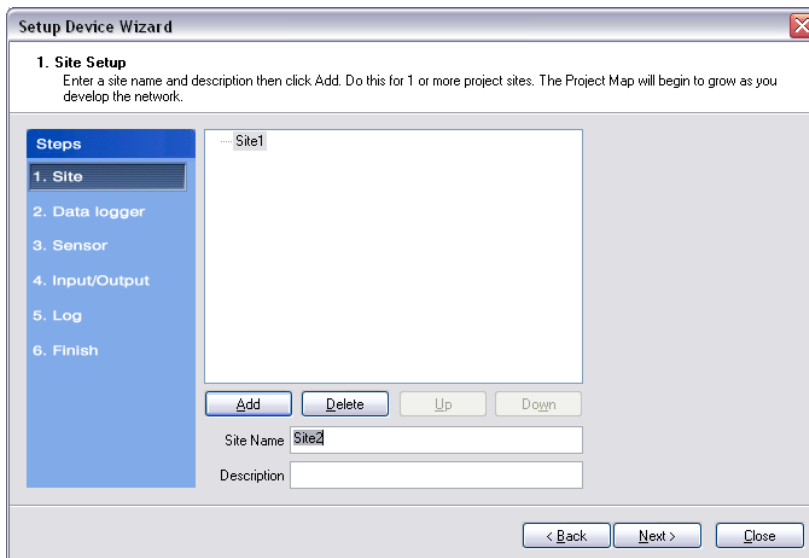 Setup Device Wizard
1. Site Setup
Enter a site name and description then click Add. Do this for 1 or more project sites. The Project Map will begin to grow as you
develop the network.
Steps
1. Site
2. Data logger
3. Sensor
4. Input/Output
5. Log
6. Finish
Site1
Add Delete Up Down
Site Name Site2
Description
< Back Next > Close